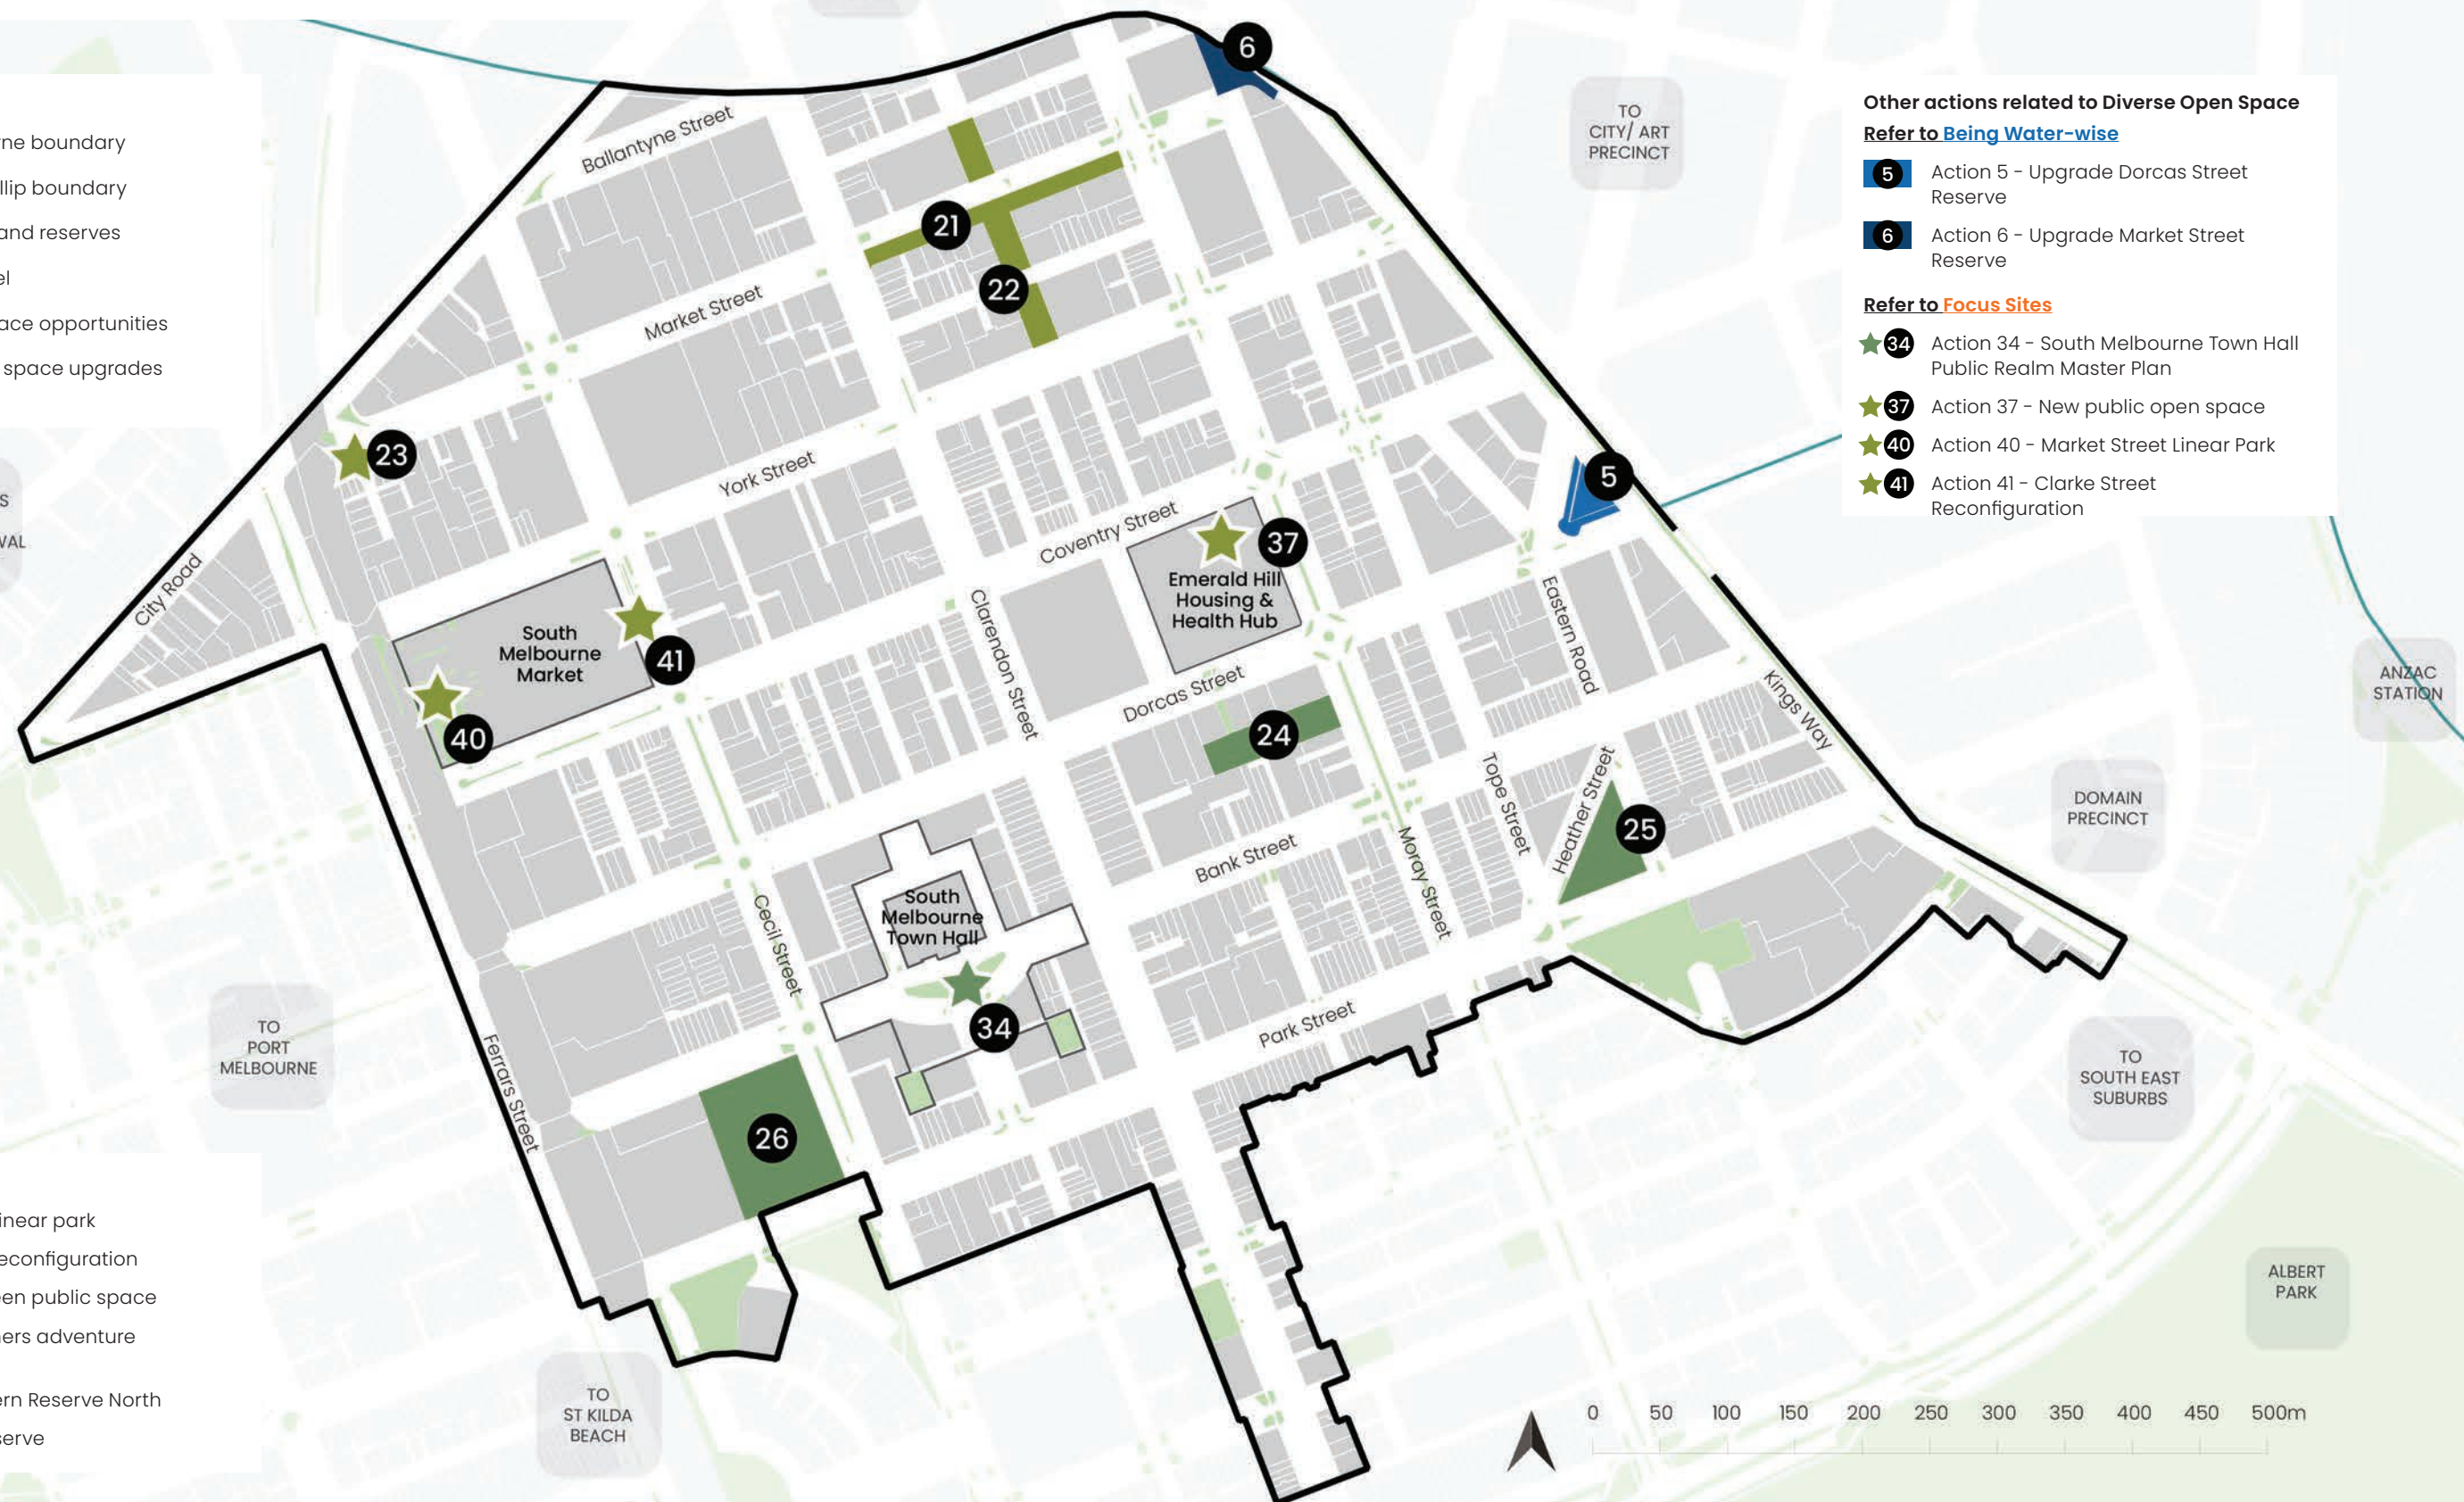 ne boundary
llip boundary
and reserves
el
ace opportunities
space upgrades
S
VAL
inear park
econfiguration
een public space
ners adventure
ern Reserve North
serve
Other actions related to Diverse Open Space
Refer to Being Water-wise
5 Action 5 - Upgrade Dorcas Street
Reserve
6 Action 6 - Upgrade Market Street
Reserve
Refer to Focus Sites
34 Action 34 - South Melbourne Town Hall
Public Realm Master Plan
37 Action 37 - New public open space
40 Action 40 - Market Street Linear Park
41 Action 41 - Clarke Street
Reconfiguration
6
TO
CITY/ ART
PRECINCT
Ballantyne Street
21
22
Market Street
23
York Street
5
Coventry Street
37
Emerald Hill
Housing &
Health Hub
City Road
South
Melbourne
Market
41
40
Clarendon Street
Eastern Road
Dorcas Street
Kings Way
ANZAC
STATION
24
Tope Street
Heather Street
25
DOMAIN
PRECINCT
Bank Street
Moray Street
South
Melbourne
Town Hall
Cecil Street
34
Park Street
TO
PORT
MELBOURNE
Ferrars Street
26
TO
SOUTH EAST
SUBURBS
ALBERT
PARK
TO
ST KILDA
BEACH
0 50 100 150 200 250 300 350 400 450 500m